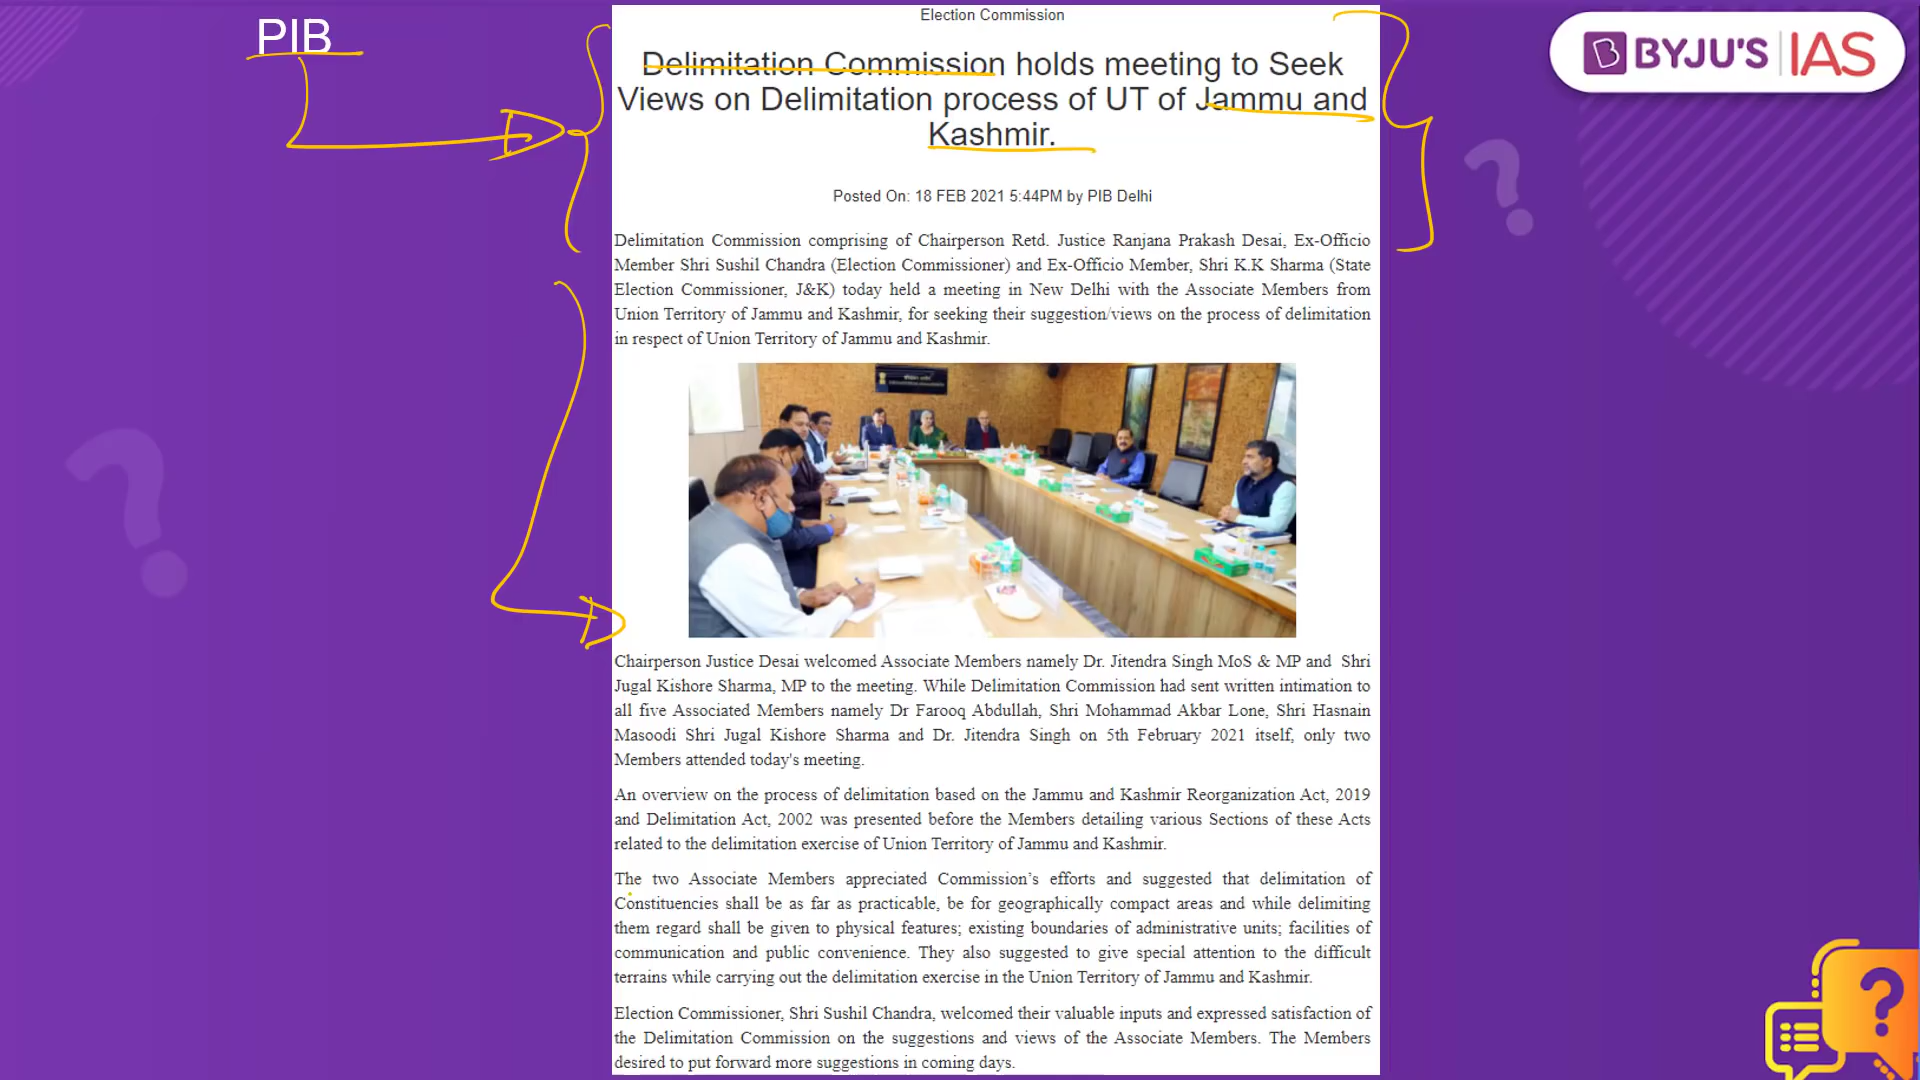 PIB
BYJU'S IAS
Election Commission
Delimitation Commission holds meeting to Seek
Views on Delimitation process of UT of Jammu and
Kashmir.
Posted On: 18 FEB 2021 5:44PM by PIB Delhi
Delimitation Commission comprising of Chairperson Retd. Justice Ranjana Prakash Desai, Ex-Officio
Member Shri Sushil Chandra (Election Commissioner) and Ex-Officio Member, Shri K.K Sharma (State
Election Commissioner, J&K) today held a meeting in New Delhi with the Associate Members from
Union Territory of Jammu and Kashmir, for seeking their suggestion/views on the process of delimitation
in respect of Union Territory of Jammu and Kashmir.
Chairperson Justice Desai welcomed Associate Members namely Dr. Jitendra Singh MoS & MP and Shri
Jugal Kishore Sharma, MP to the meeting. While Delimitation Commission had sent written intimation to
all five Associated Members namely Dr Farooq Abdullah, Shri Mohammad Akbar Lone, Shri Hasnain
Masoodi Shri Jugal Kishore Sharma and Dr. Jitendra Singh on 5th February 2021 itself, only two
Members attended today's meeting.
An overview on the process of delimitation based on the Jammu and Kashmir Reorganization Act, 2019
and Delimitation Act, 2002 was presented before the Members detailing various Sections of these Acts
related to the delimitation exercise of Union Territory of Jammu and Kashmir.
The two Associate Members appreciated Commission's efforts and suggested that delimitation of
Constituencies shall be as far as practicable, be for geographically compact areas and while delimiting
them regard shall be given to physical features; existing boundaries of administrative units; facilities of
communication and public convenience. They also suggested to give special attention to the difficult
terrains while carrying out the delimitation exercise in the Union Territory of Jammu and Kashmir.
Election Commissioner, Shri Sushil Chandra, welcomed their valuable inputs and expressed satisfaction of
the Delimitation Commission on the suggestions and views of the Associate Members. The Members
desired to put forward more suggestions in coming days.